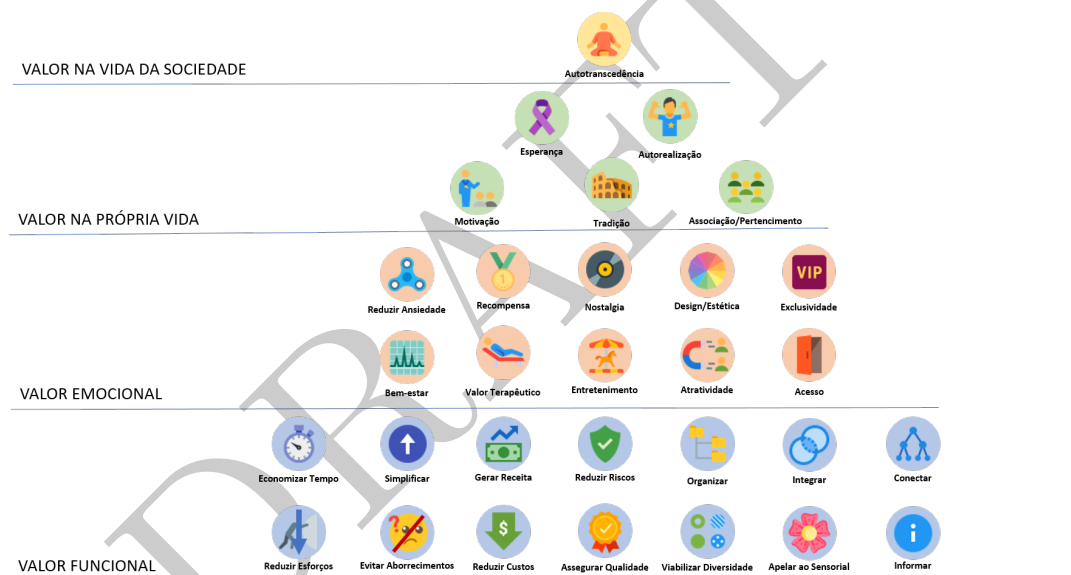 Autotranscedência
VALOR NA VIDA DA SOCIEDADE
Esperança
Autorealização
Motivação
Tradição
Associação/Pertencimento
VALOR NA PRÓPRIA VIDA
VIP
1
Reduzir Ansiedade
Recompensa
Nostalgia
Design/Estética
Exclusividade
Bem-estar
Valor Terapêutico
Entretenimento
Atratividade
Acesso
VALOR EMOCIONAL
Economizar Tempo
Simplificar
Gerar Receita
Reduzir Riscos
Organizar
Integrar
Conectar
?
$
i
Reduzir Esforços
Evitar Aborrecimentos
Reduzir Custos
Assegurar Qualidade
Viabilizar Diversidade
Apelar ao Sensorial
Informar
VALOR FUNCIONAL
DRAFT